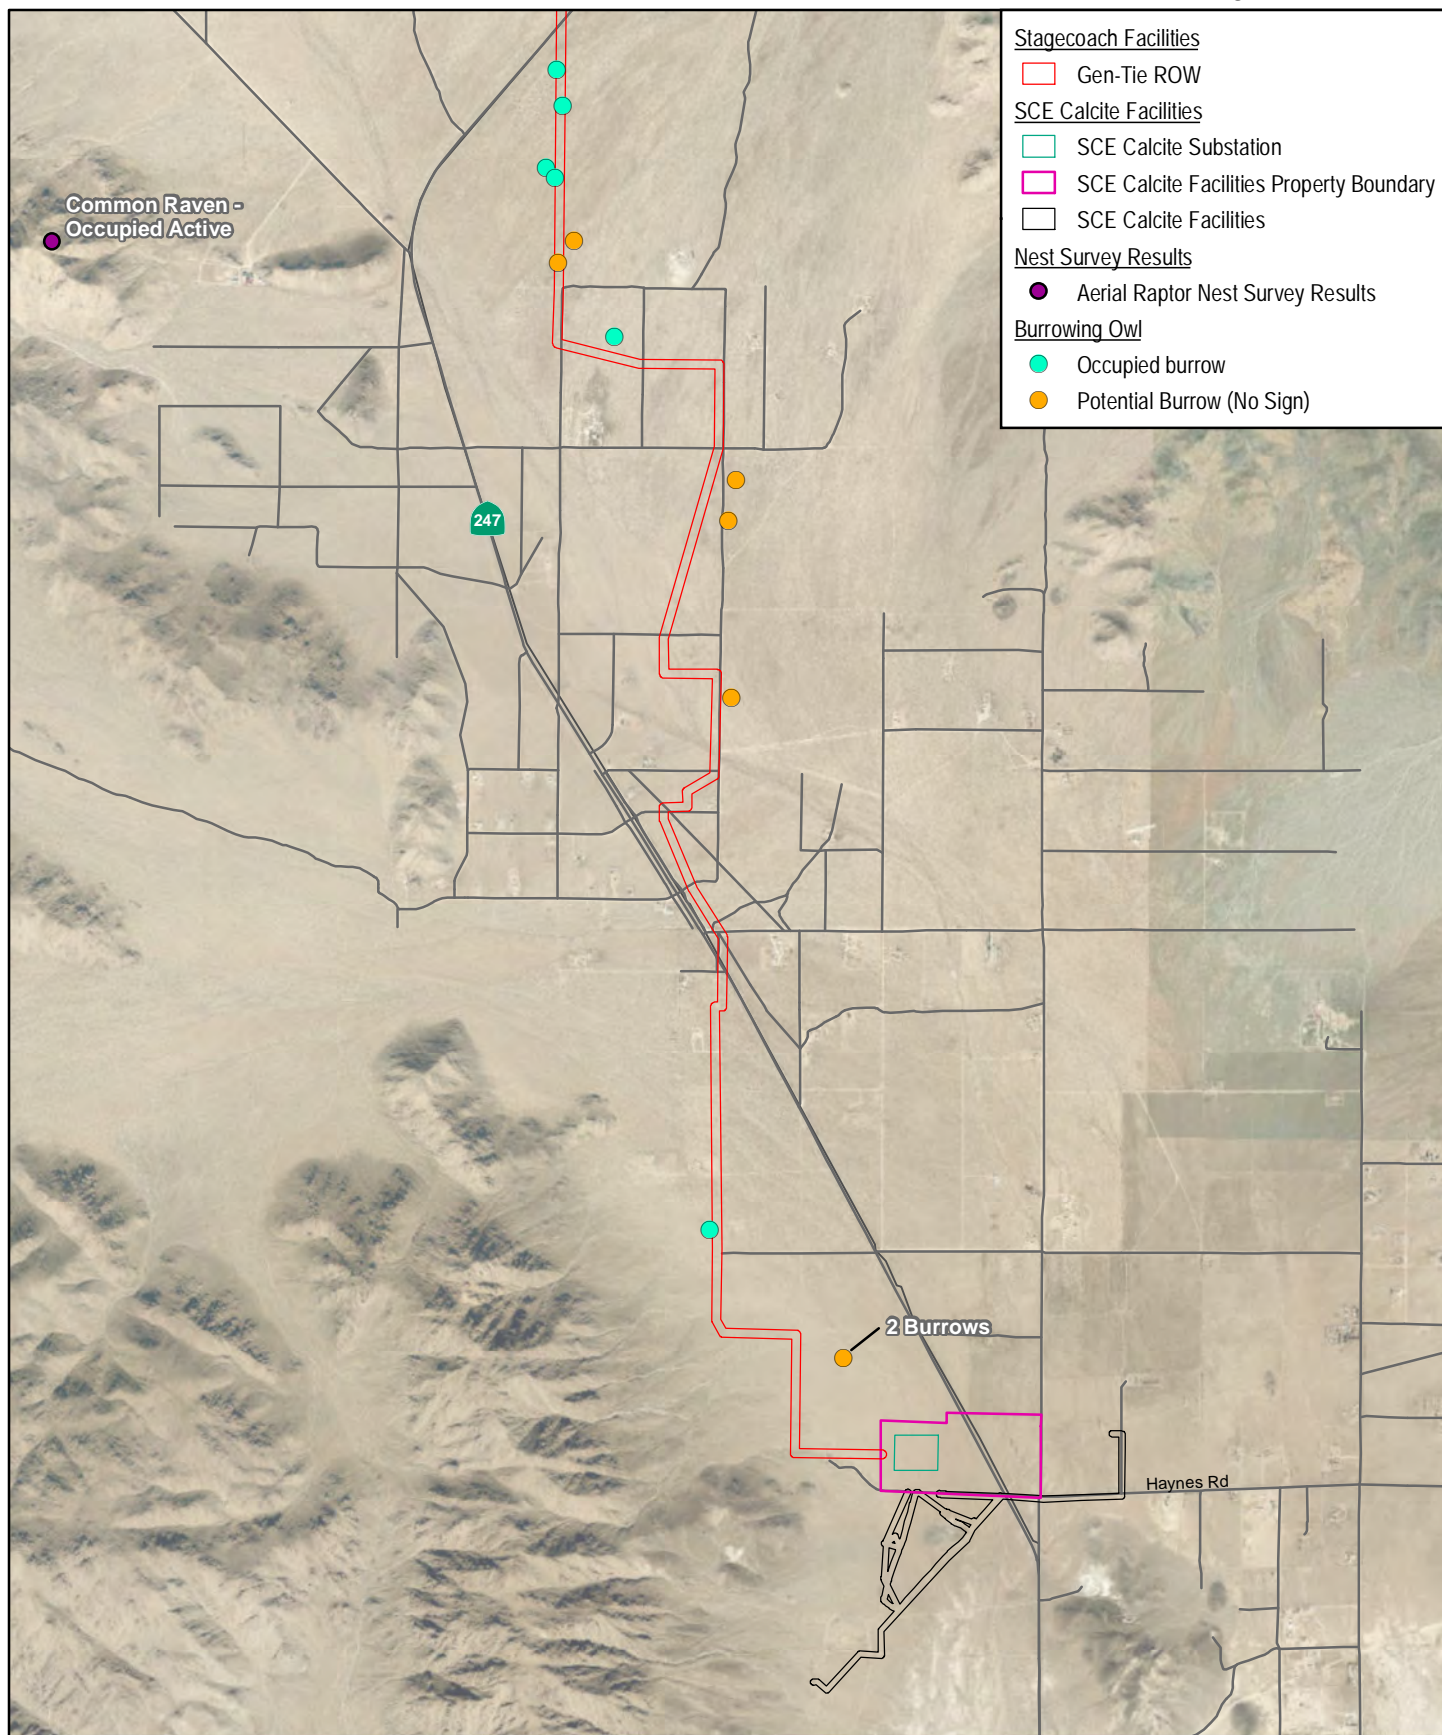 Stagecoach Facilities
Gen-Tie ROW
SCE Calcite Facilities
SCE Calcite Substation
SCE Calcite Facilities Property Boundary
SCE Calcite Facilities
Nest Survey Results
Aerial Raptor Nest Survey Results
Burrowing Owl
Occupied burrow
Potential Burrow (No Sign)
Common Raven -
Occupied Active
247
2 Burrows
Haynes Rd